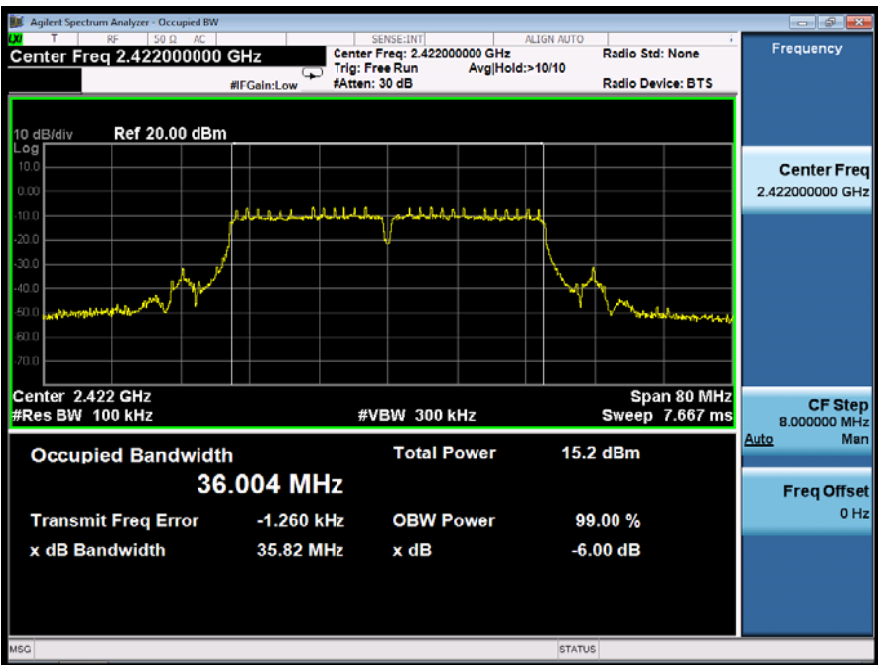 Agilent Spectrum Analyzer - Occupied BW
LXI T RF 50 Ω AC SENSE:INT ALIGN AUTO
Center Freq 2.422000000 GHz
Center Freq: 2.422000000 GHz
Radio Std: None
Trig: Free Run
Avg|Hold:>10/10
#IFGain:Low
#Atten: 30 dB
Radio Device: BTS
10 dB/div
Ref 20.00 dBm
Log
10.0
0.00
-10.0
-20.0
-30.0
-40.0
-50.0
-60.0
-70.0
Center 2.422 GHz
Span 80 MHz
#Res BW 100 kHz
#VBW 300 kHz
Sweep 7.667 ms
Occupied Bandwidth
Total Power
15.2 dBm
36.004 MHz
Transmit Freq Error
-1.260 kHz
OBW Power
99.00 %
x dB Bandwidth
35.82 MHz
x dB
-6.00 dB
MSG
STATUS
Frequency
Center Freq
2.422000000 GHz
CF Step
8.000000 MHz
Auto Man
Freq Offset
0 Hz